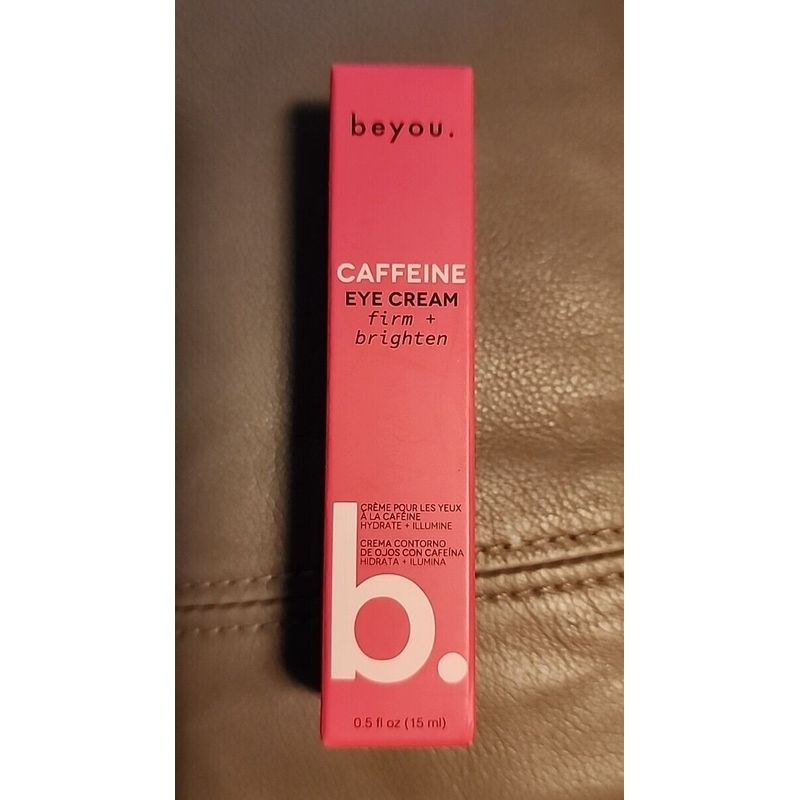 beyou.
CAFFEINE
EYE CREAM
firm +
brighten
CRÈME POUR LES YEUX
À LA CAFÉINE
HYDRATE + ILLUMINE
CREMA CONTORNO
DE OJOS CON CAFEÍNA
HIDRATA + ILUMINA
b.
0.5 fl oz (15 ml)